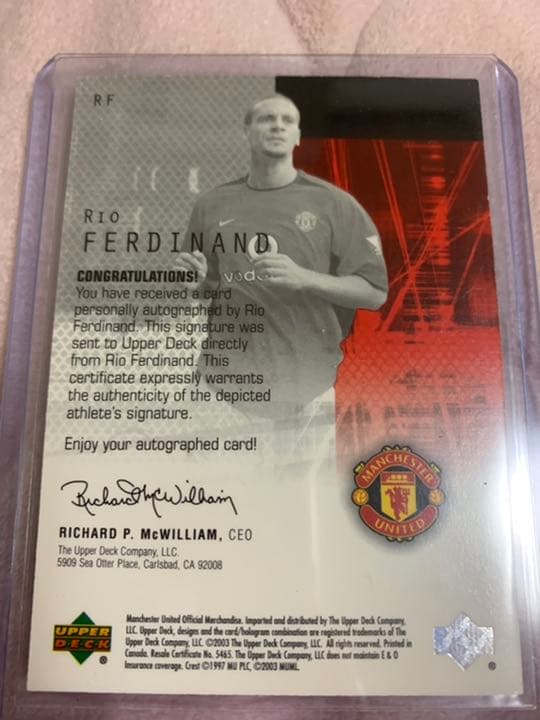 RF
RIO
FERDINAND
CONGRATULATIONS!
You have received a card
personally autographed by Rio
Ferdinand. This signature was
sent to Upper Deck directly
from Rio Ferdinand. This
certificate expressly warrants
the authenticity of the depicted
athlete's signature.
Enjoy your autographed card!
Richard McWilliam
RICHARD P. McWILLIAM, CEO
The Upper Deck Company, LLC.
5909 Sea Otter Place, Carlsbad, CA 92008
MANCHESTER
UNITED
UPPER
DECK
Manchester United Official Merchandise. Imported and distributed by The Upper Deck Company,
LLC. Upper Deck, designs and the card/hologram combination are registered trademarks of The
Upper Deck Company, LLC. ©2003 The Upper Deck Company, LLC. All rights reserved. Printed in
Canada. Resale Certificate No. 5465. The Upper Deck Company, LLC does not maintain E & O
Insurance coverage. Crest ©1997 MU PLC, ©2003 MUML.